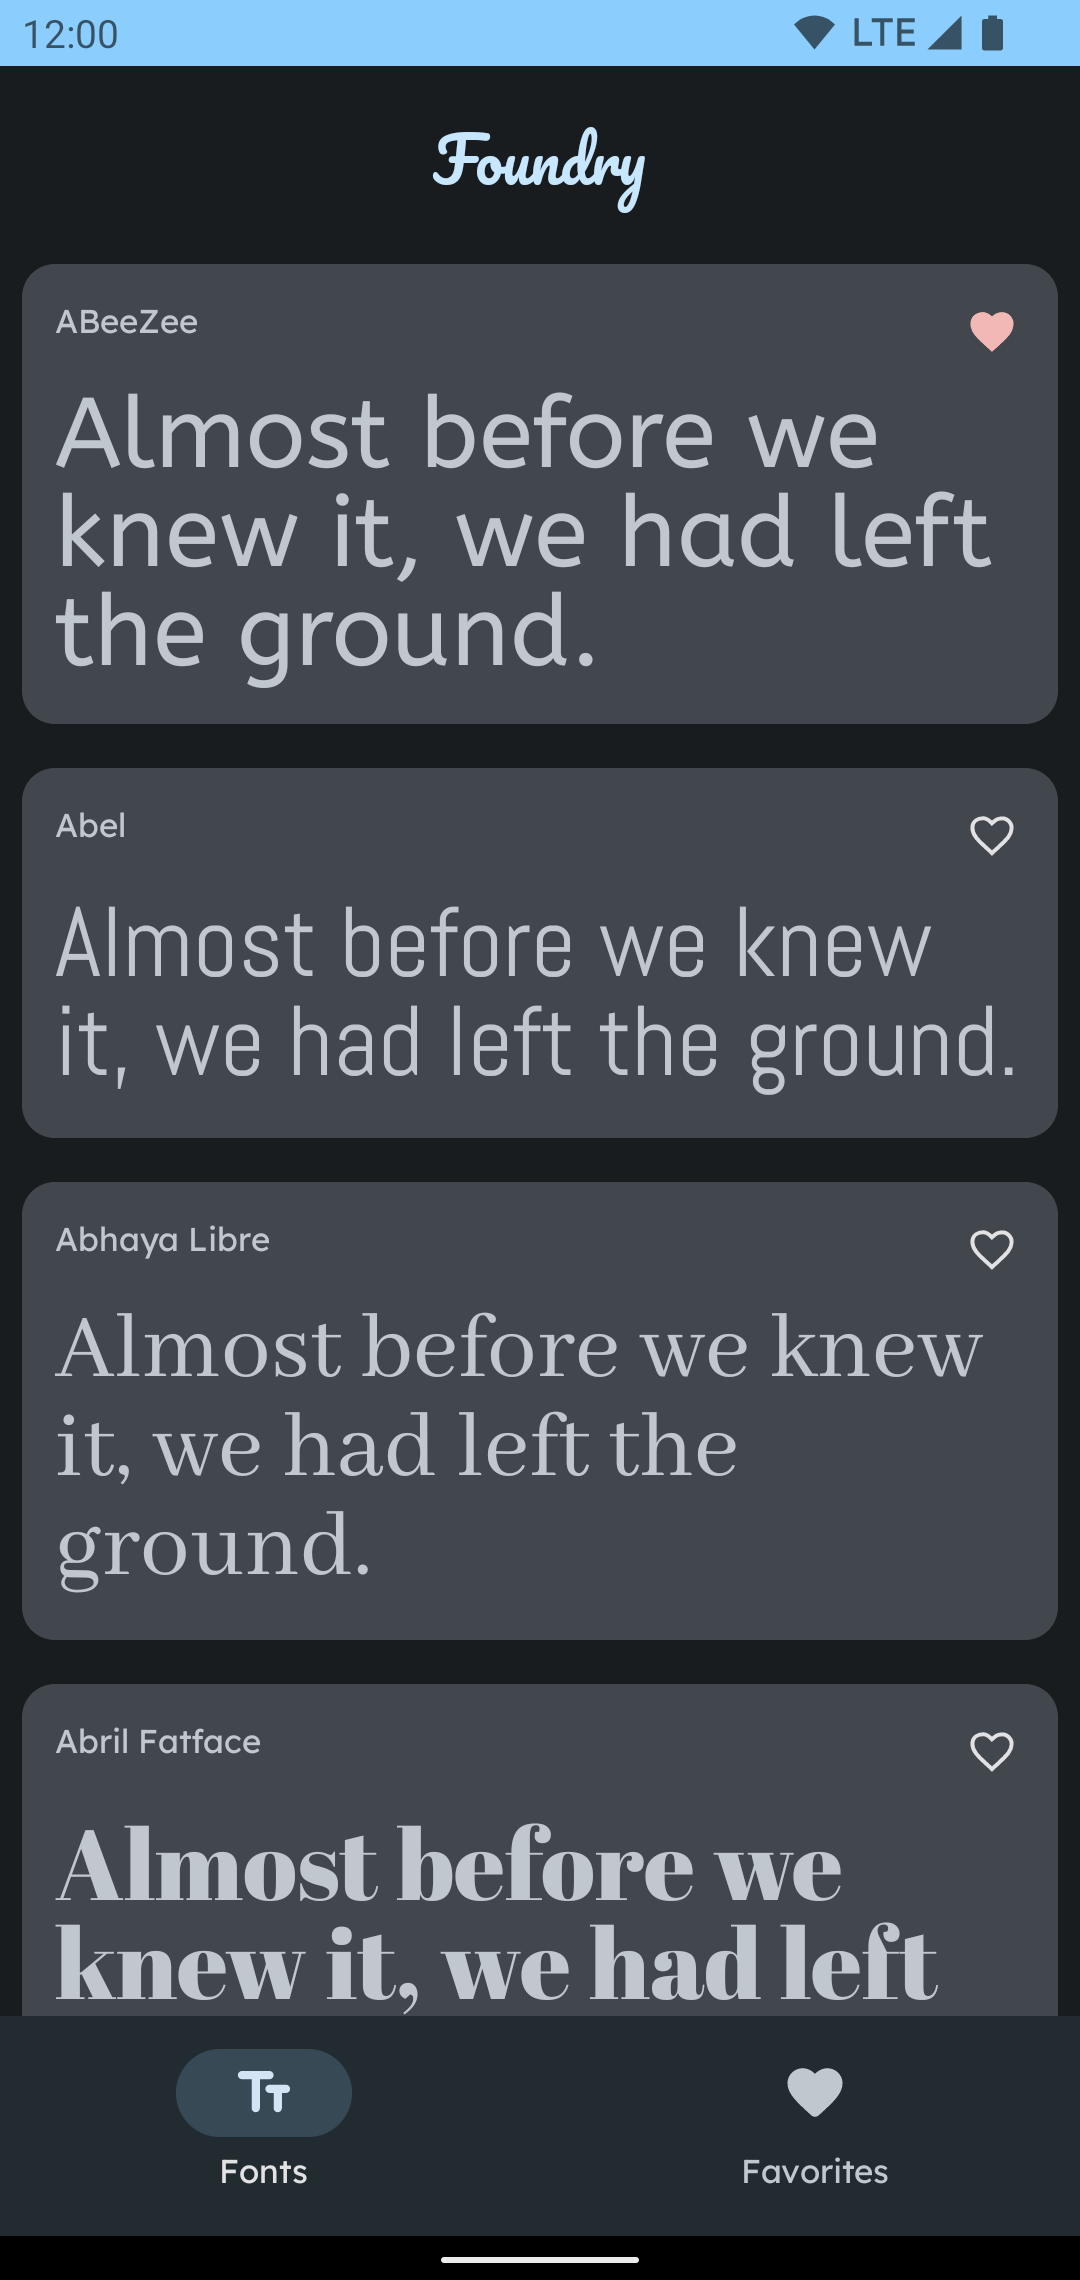 12:00 LTE
Foundry
ABeeZee
Almost before we
knew it, we had left
the ground.
Abel
Almost before we knew
it, we had left the ground.
Abhaya Libre
Almost before we knew
it, we had left the
ground.
Abril Fatface
Almost before we
knew it, we had left
Fonts
Favorites